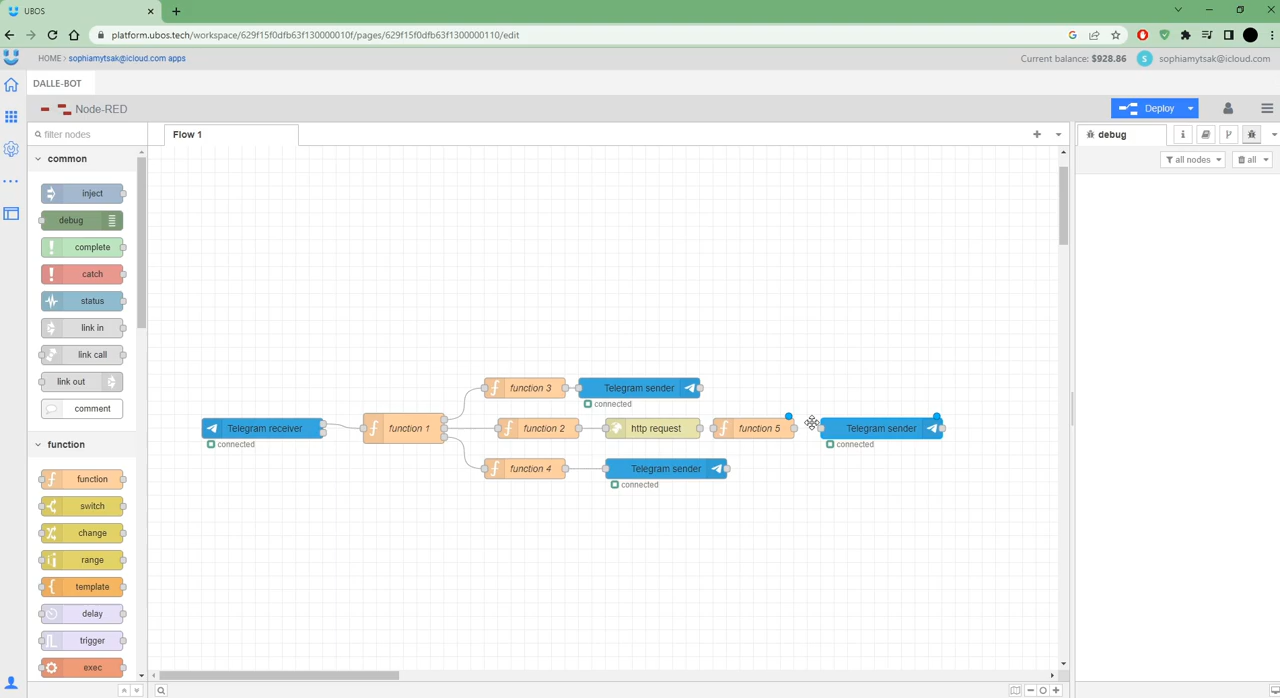 UBOS
platform.ubos.tech/workspace/629f15f0dfb63f130000010f/pages/629f15f0dfb63f1300000110/edit
HOME > sophiamytsak@icloud.com apps
Current balance: $928.86
S
sophiamytsak@icloud.com
DALLE-BOT
Node-RED
Deploy
filter nodes
Flow 1
debug
all nodes
all
common
inject
debug
complete
catch
status
link in
link call
link out
comment
function
function
switch
change
range
template
delay
trigger
exec
function 3
Telegram sender
connected
Telegram receiver
connected
function 1
function 2
http request
function 5
Telegram sender
connected
function 4
Telegram sender
connected